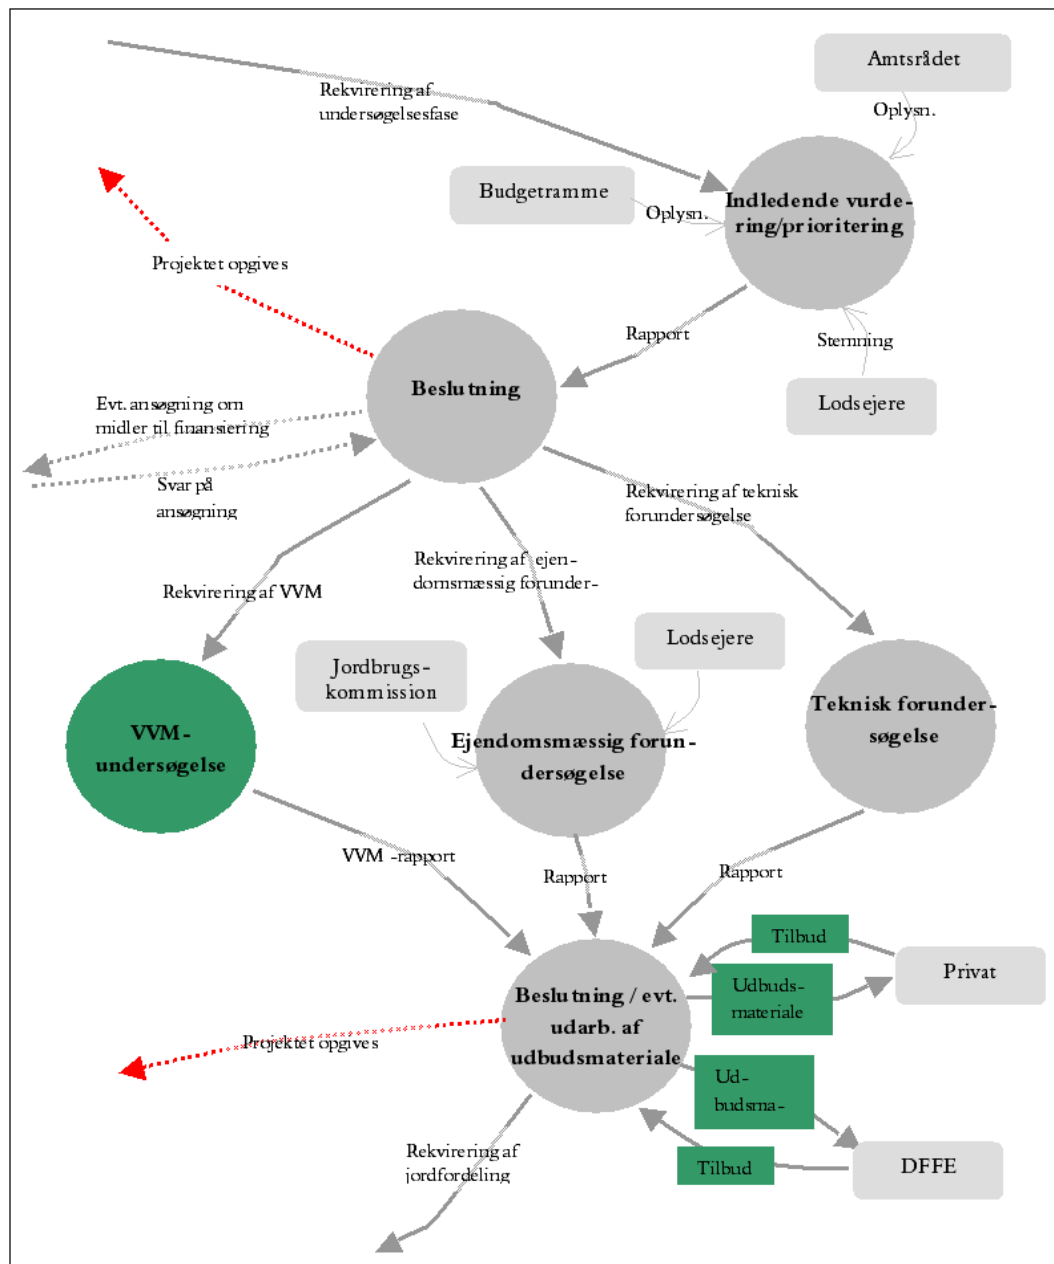 Amtsrådet
Rekvirering af
undersøgelsesfase
Oplysn.
Budgetramme
Oplysn.
Indledende vurde-
ring/prioritering
Projektet opgives
Rapport
Stemning
Beslutning
Lodsejere
Evt. ansøgning om
midler til finansiering
Svar på
ansøgning
Rekvirering af teknisk
forundersøgelse
Rekvirering af ejen-
domsmæssig forunder-
Rekvirering af VVM
Lodsejere
Jordbrugs-
kommission
VVM-
undersøgelse
Ejendomsmæssig forun-
dersøgelse
Teknisk forunder-
søgelse
VVM -rapport
Rapport
Rapport
Tilbud
Privat
Udbuds-
materiale
Beslutning / evt.
udarb. af
udbudsmateriale
Projektet opgives
Ud-
budsma-
Rekvirering af
jordfordeling
Tilbud
DFFE